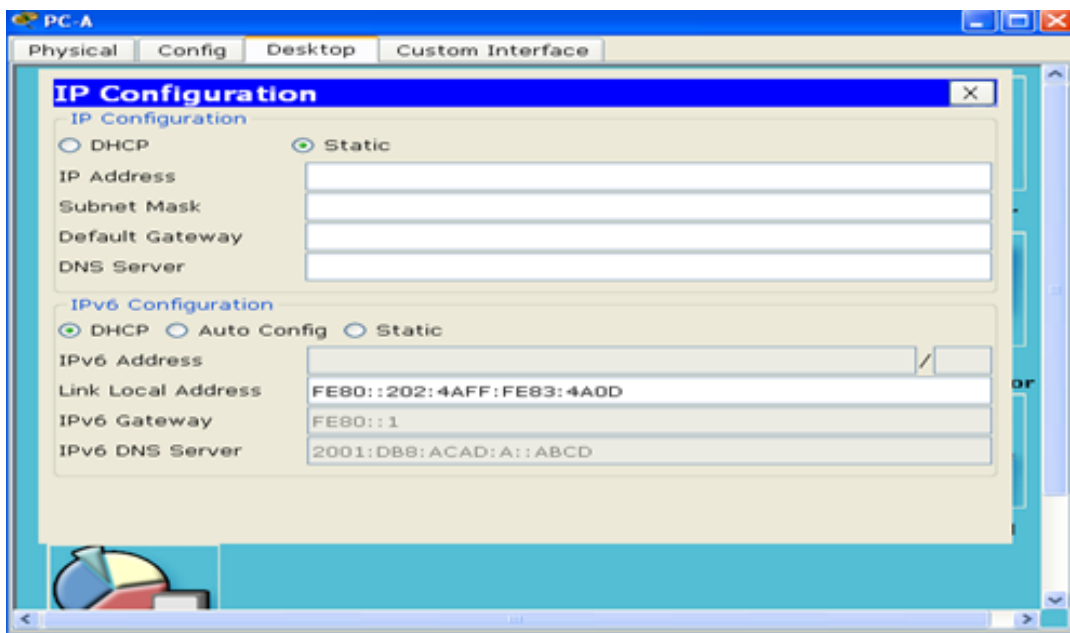 PC-A
Physical Config Desktop Custom Interface
IP Configuration
IP Configuration
DHCP Static
IP Address
Subnet Mask
Default Gateway
DNS Server
IPv6 Configuration
DHCP Auto Config Static
IPv6 Address /
Link Local Address FE80::202:4AFF:FE83:4A0D
IPv6 Gateway FE80::1
IPv6 DNS Server 2001:DB8:ACAD:A::ABCD
or